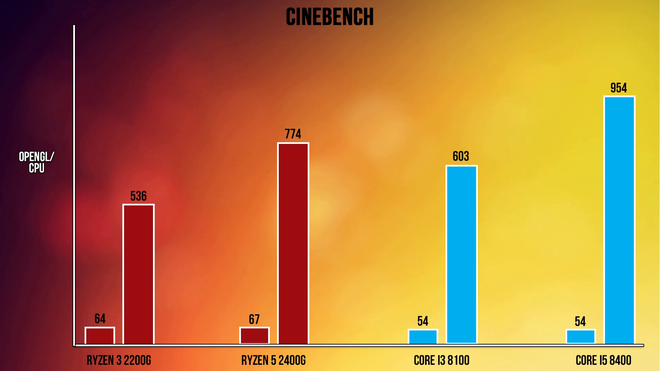 CINEBENCH
OPENGL/
CPU
64
536
67
774
54
603
54
954
RYZEN 3 2200G
RYZEN 5 2400G
CORE I3 8100
CORE I5 8400